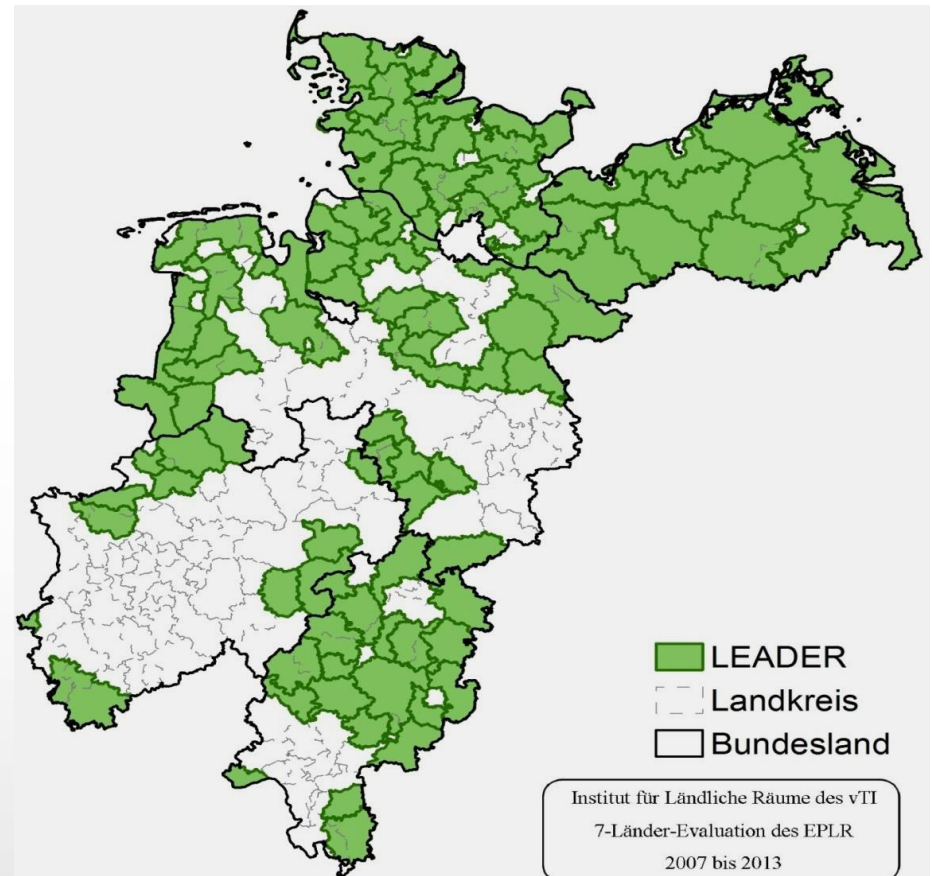 LEADER
Landkreis
Bundesland
Institut für Ländliche Räume des vTI
7-Länder-Evaluation des EPLR
2007 bis 2013